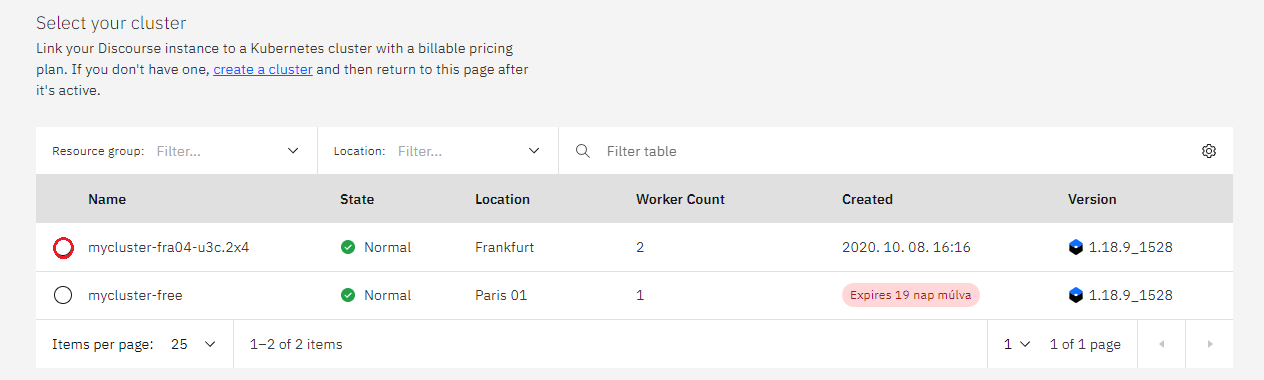 Select your cluster
Link your Discourse instance to a Kubernetes cluster with a billable pricing
plan. If you don't have one, create a cluster and then return to this page after
it's active.
Resource group: Filter... Location: Filter... Filter table
Name State Location Worker Count Created Version
mycluster-fra04-u3c.2x4 Normal Frankfurt 2 2020. 10. 08. 16:16 1.18.9_1528
mycluster-free Normal Paris 01 1 Expires 19 nap múlva 1.18.9_1528
Items per page: 25 1–2 of 2 items 1 1 of 1 page